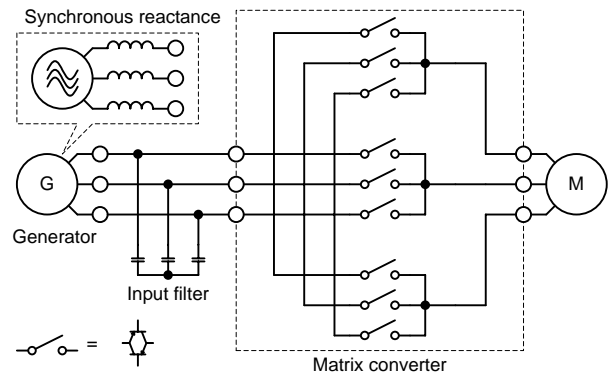 Synchronous reactance
G
M
Generator
Input filter
=
Matrix converter